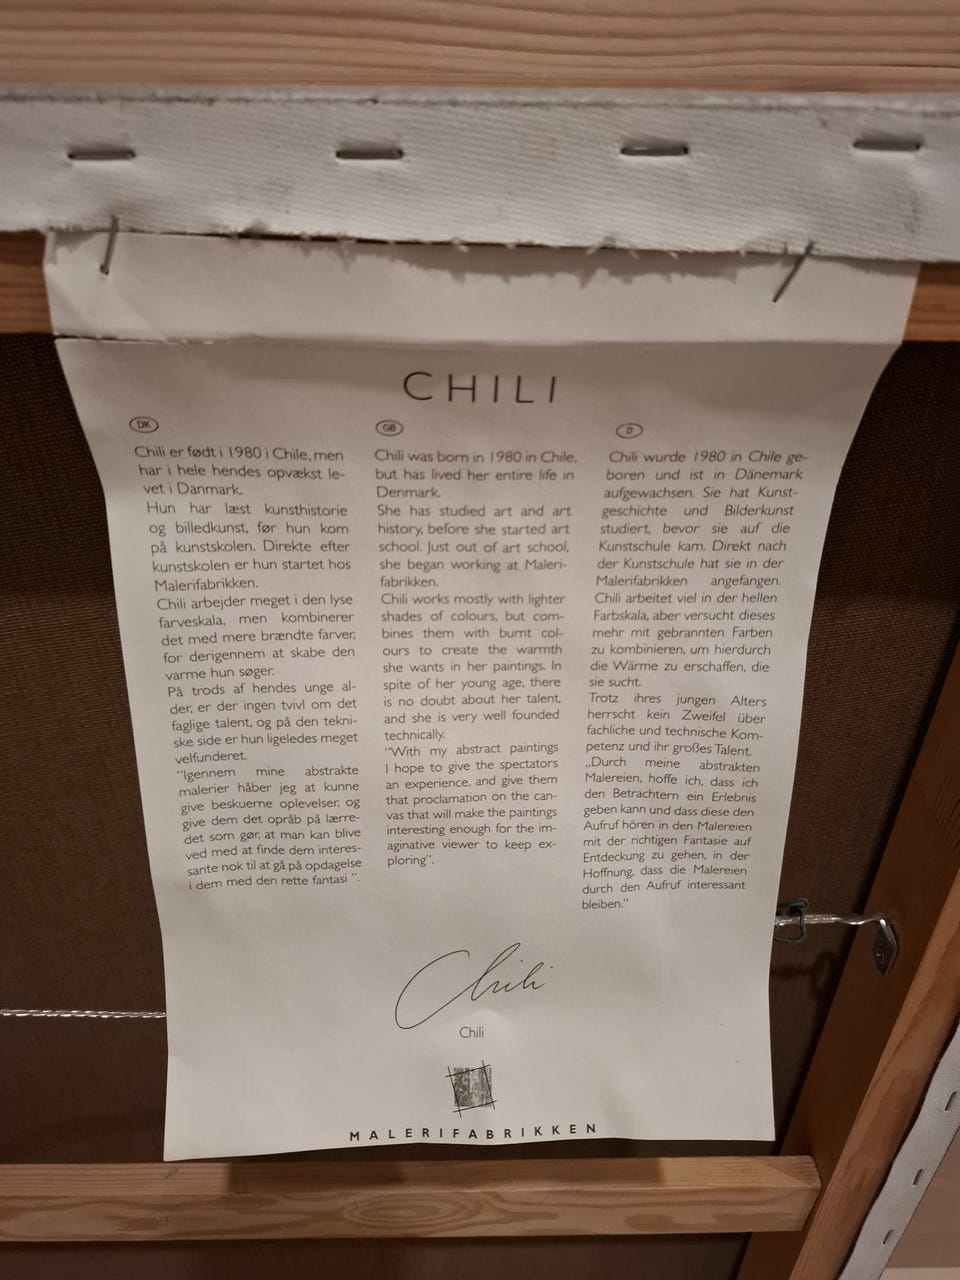 CHILI
DK
Chili er født i 1980 i Chile, men
har i hele hendes opvækst le-
vet i Danmark.
Hun har læst kunsthistorie
og billedkunst, før hun kom
på kunstskolen. Direkte efter
kunstskolen er hun startet hos
Malerifabrikken.
Chili arbejder meget i den lyse
farveskala, men kombinerer
det med mere brændte farver,
for derigennem at skabe den
varme hun søger.
På trods af hendes unge al-
der, er der ingen tvivl om det
faglige talent, og på den tekni-
ske side er hun ligeledes meget
velfunderet.
"Igennem mine abstrakte
malerier håber jeg at kunne
give beskuerne oplevelser, og
give dem det opråb på lærre-
det som gør, at man kan blive
ved med at finde dem interes-
sante nok til at gå på opdagelse
i dem med den rette fantasi ".
GB
Chili was born in 1980 in Chile,
but has lived her entire life in
Denmark.
She has studied art and art
history, before she started art
school. Just out of art school,
she began working at Maleri-
fabrikken.
Chili works mostly with lighter
shades of colours, but com-
bines them with burnt col-
ours to create the warmth
she wants in her paintings. In
spite of her young age, there
is no doubt about her talent,
and she is very well founded
technically.
"With my abstract paintings
I hope to give the spectators
an experience, and give them
that proclamation on the can-
vas that will make the paintings
interesting enough for the im-
aginative viewer to keep ex-
ploring".
D
Chili wurde 1980 in Chile ge-
boren und ist in Dänemark
aufgewachsen. Sie hat Kunst-
geschichte und Bilderkunst
studiert, bevor sie auf die
Kunstschule kam. Direkt nach
der Kunstschule hat sie in der
Malerifabrikken angefangen.
Chili arbeitet viel in der hellen
Farbskala, aber versucht dieses
mehr mit gebrannten Farben
zu kombinieren, um hierdurch
die Wärme zu erschaffen, die
sie sucht.
Trotz ihres jungen Alters
herrscht kein Zweifel über
fachliche und technische Kom-
petenz und ihr großes Talent.
„Durch meine abstrakten
Malereien, hoffe ich, dass ich
den Betrachtern ein Erlebnis
geben kann und dass diese den
Aufruf hören in den Malereien
mit der richtigen Fantasie auf
Entdeckung zu gehen, in der
Hoffnung, dass die Malereien
durch den Aufruf interessant
bleiben."
Chili
Chili
MALERIFABRIKKEN